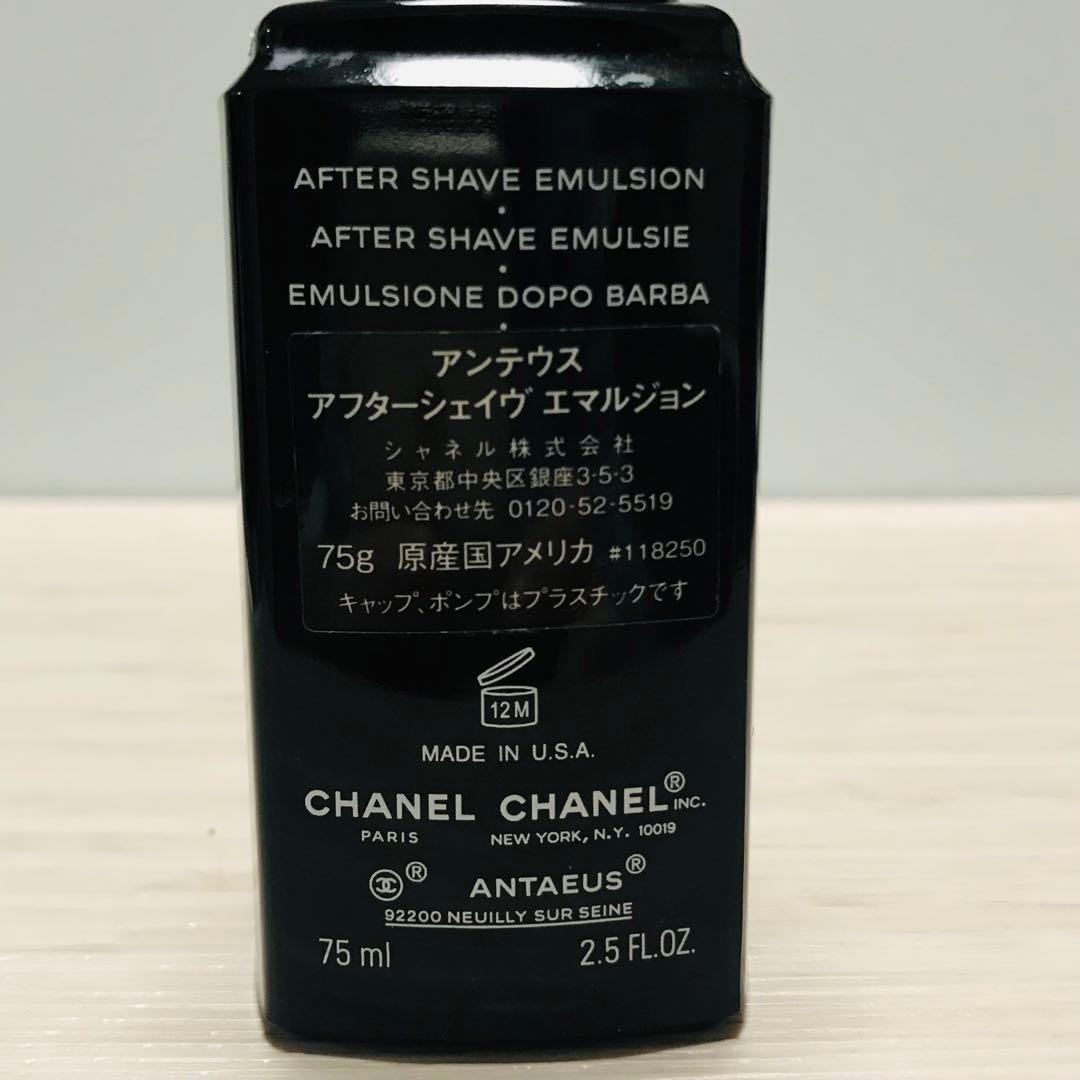 AFTER SHAVE EMULSION
•
AFTER SHAVE EMULSIE
•
EMULSIONE DOPO BARBA
•
アンテウス
アフターシェイヴ エマルジョン
シャネル株式会社
東京都中央区銀座3-5-3
お問い合わせ先 0120-52-5519
75g 原産国アメリカ #118250
キャップ、ポンプはプラスチックです
12M
MADE IN U.S.A.
CHANEL CHANEL® INC.
PARIS NEW YORK, N.Y. 10019
® ANTAEUS®
92200 NEUILLY SUR SEINE
75 ml 2.5 FL.OZ.